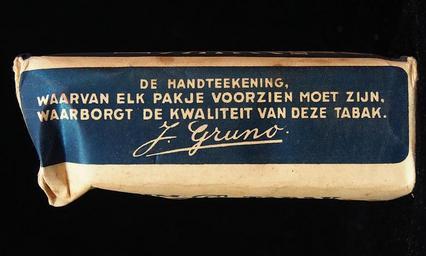 DE HANDTEEKENING,
WAARVAN ELK PAKJE VOORZIEN MOET ZIJN,
WAARBORGT DE KWALITEIT VAN DEZE TABAK.
J. Gruno.